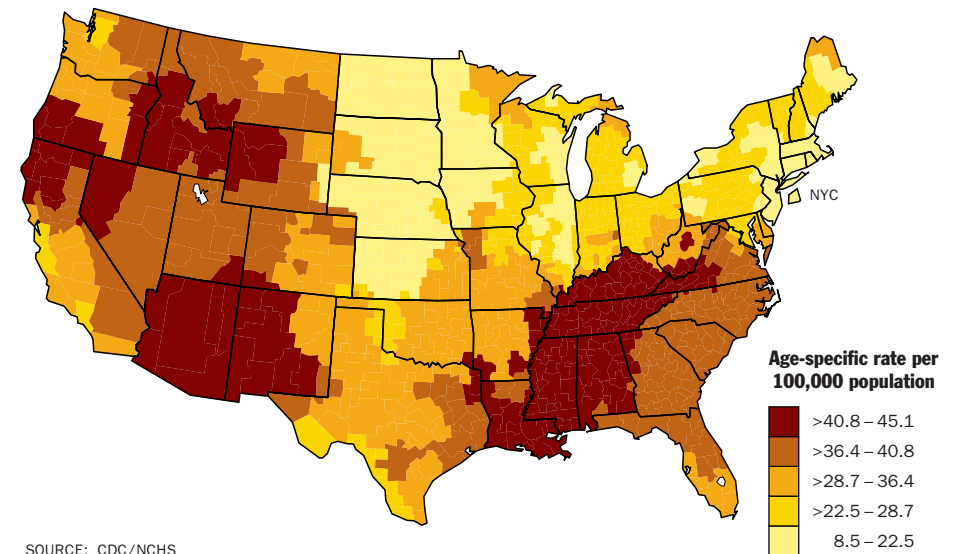 NYC
Age-specific rate per
100,000 population
>40.8 – 45.1
>36.4 – 40.8
>28.7 – 36.4
>22.5 – 28.7
8.5 – 22.5
SOURCE: CDC/NCHS